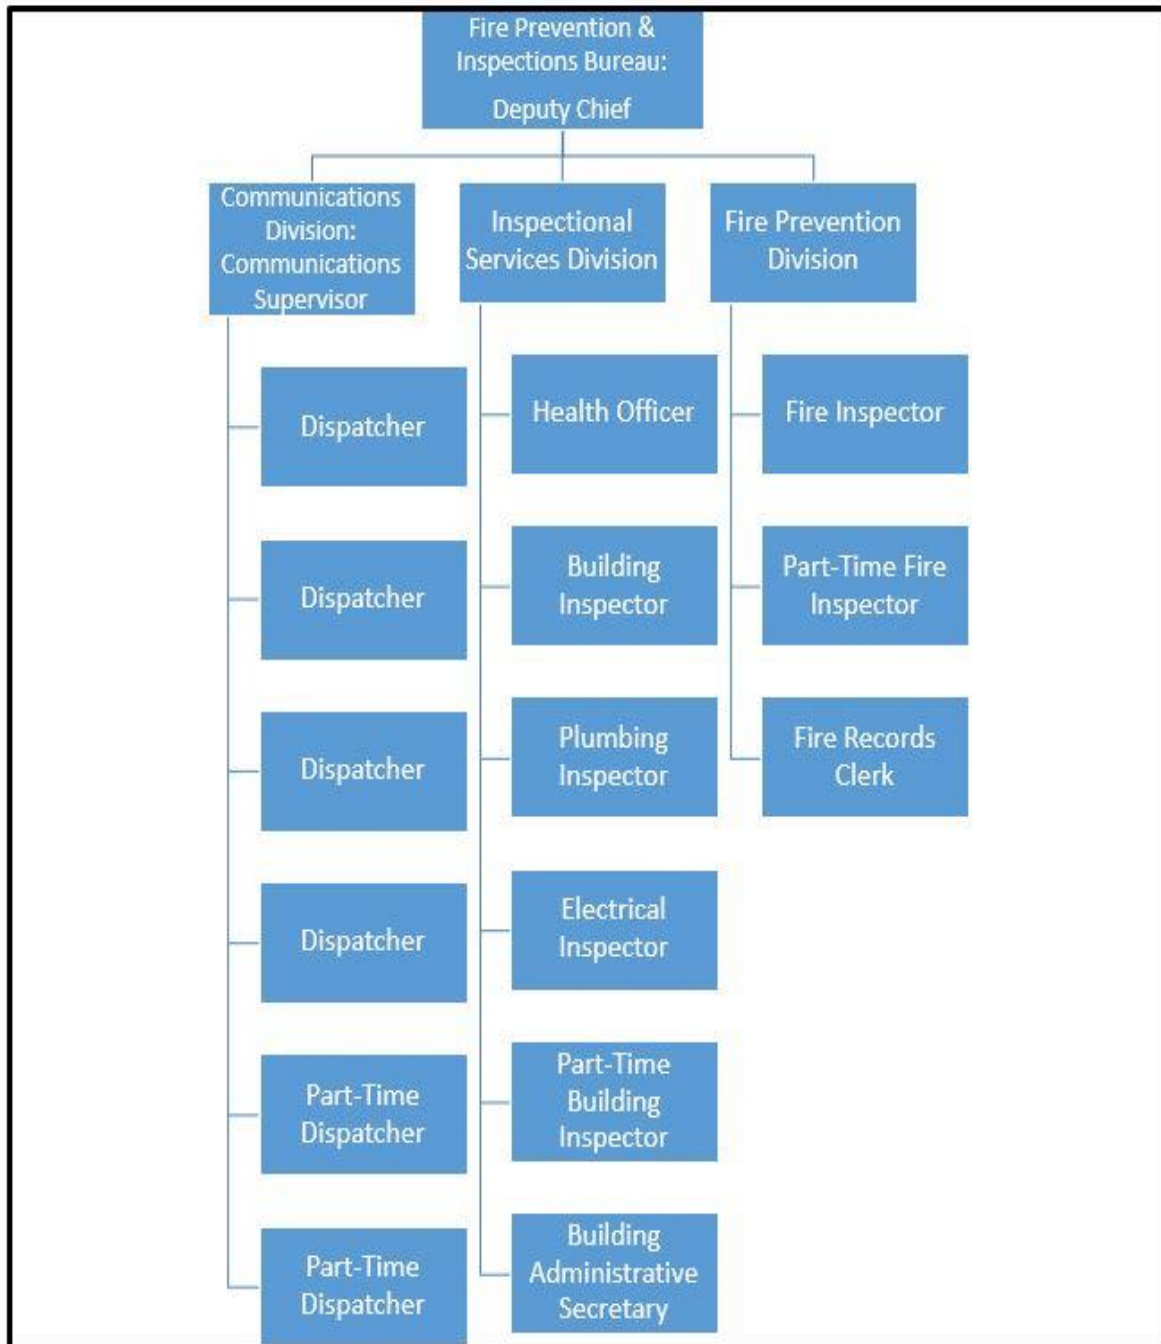 Fire Prevention &
Inspections Bureau:
Deputy Chief
Communications
Division:
Communications
Supervisor
Dispatcher
Dispatcher
Dispatcher
Dispatcher
Part-Time
Dispatcher
Part-Time
Dispatcher
Inspectional
Services Division
Health Officer
Building
Inspector
Plumbing
Inspector
Electrical
Inspector
Part-Time
Building
Inspector
Building
Administrative
Secretary
Fire Prevention
Division
Fire Inspector
Part-Time Fire
Inspector
Fire Records
Clerk